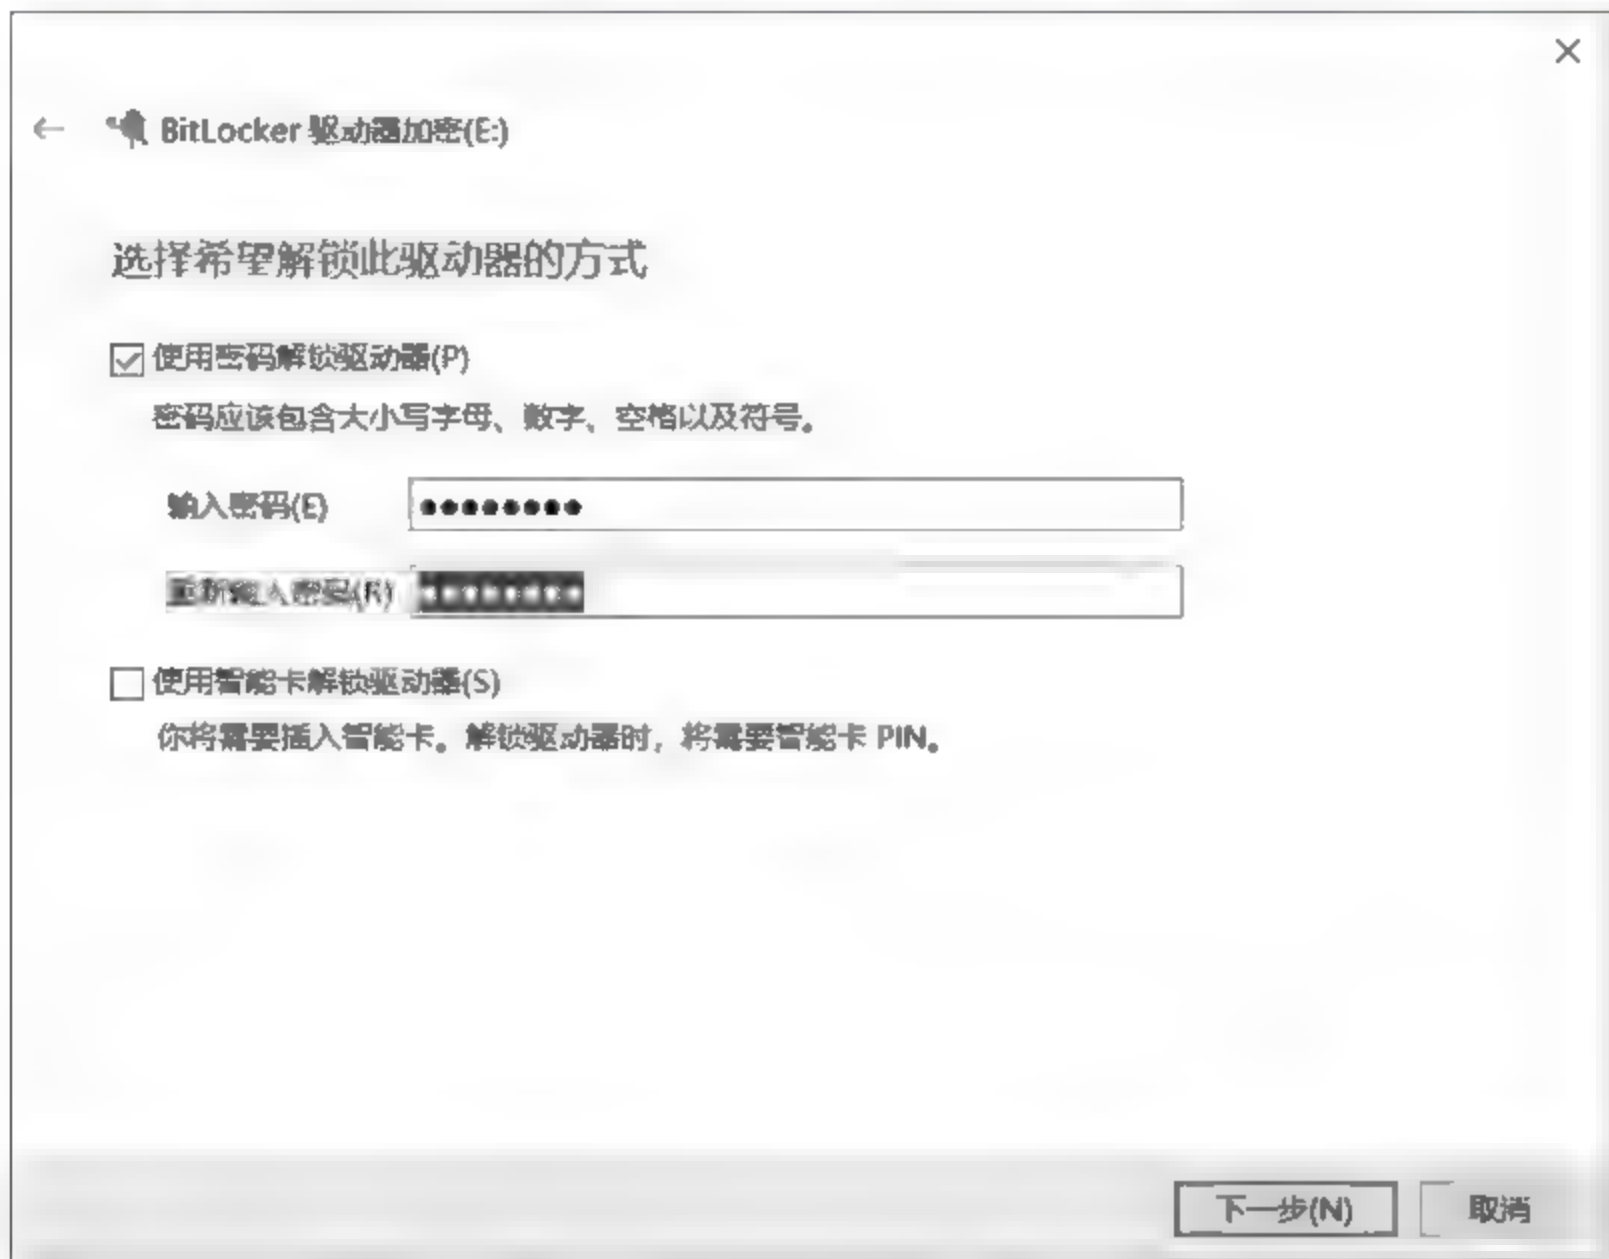 BitLocker 驱动器加密(E:)
选择希望解锁此驱动器的方式
使用密码解锁驱动器(P)
密码应该包含大小写字母、数字、空格以及符号。
输入密码(E) ●●●●●●●●
重新输入密码(R) ●●●●●●●●
使用智能卡解锁驱动器(S)
你将需要插入智能卡。解锁驱动器时，将需要智能卡 PIN。
下一步(N) 取消